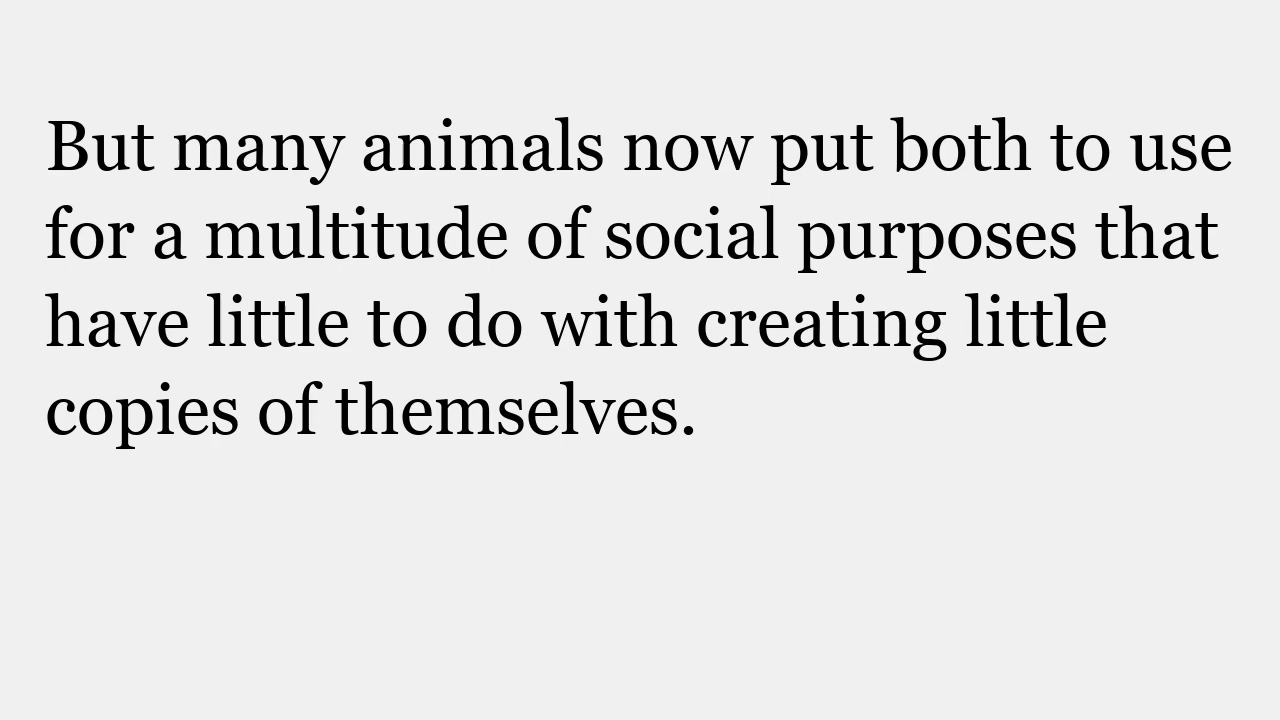 But many animals now put both to use
for a multitude of social purposes that
have little to do with creating little
copies of themselves.